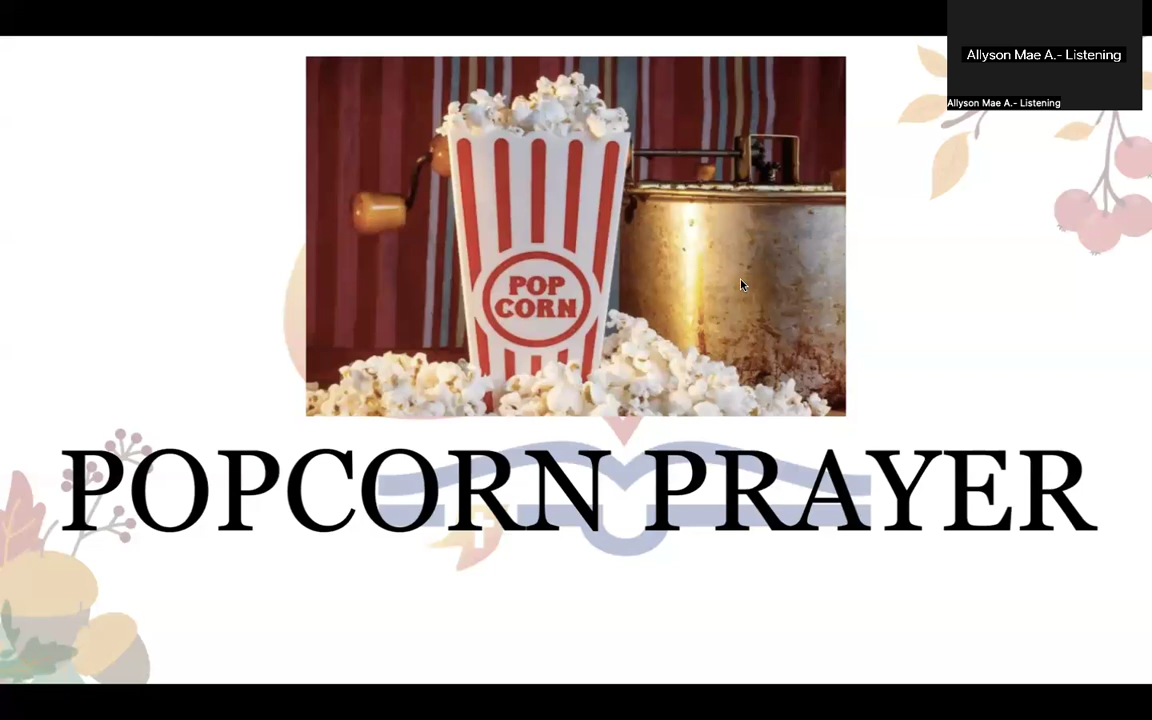 Allyson Mae A.- Listening
Allyson Mae A.- Listening
POP
CORN
POPCORN PRAYER